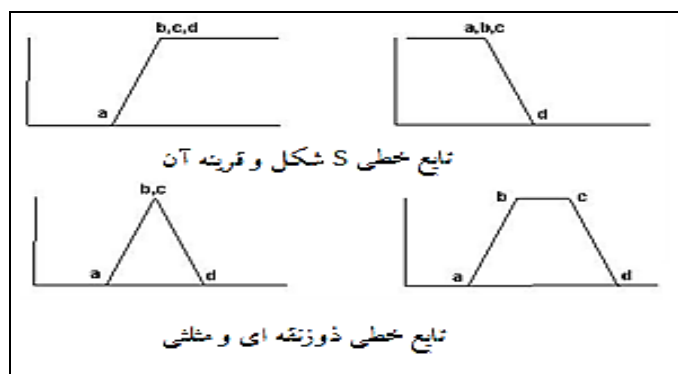 b,c,d
a,b,c
a
d
تابع خطی S شکل و قرینه آن
b,c
b
c
a
d
a
d
تابع خطی ذوزنقه ای و مثلثی